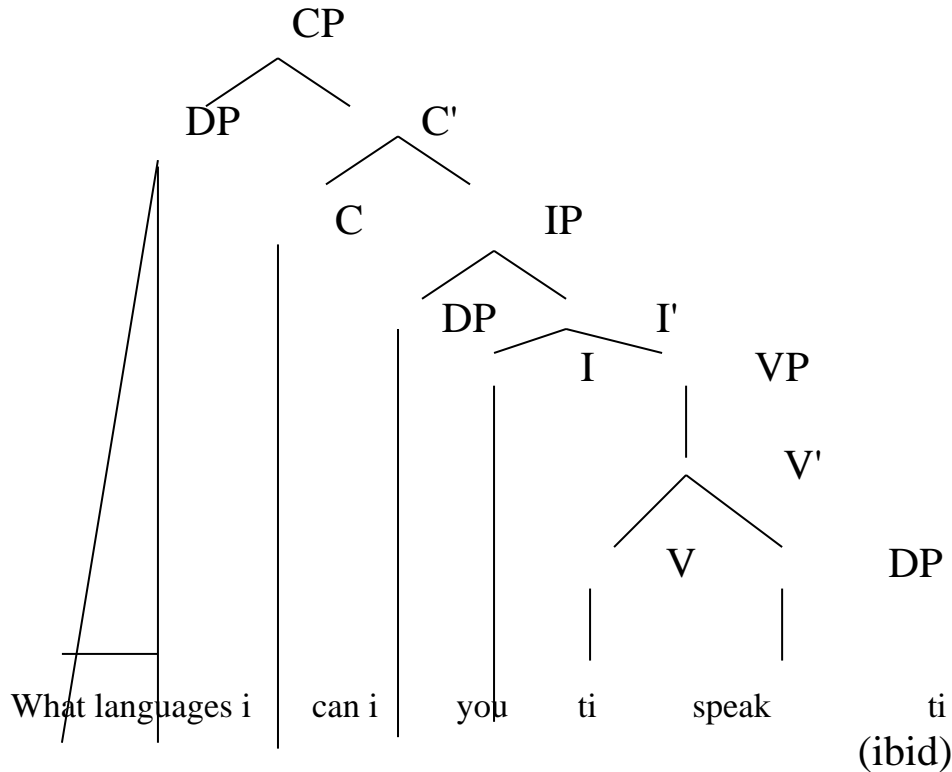 CP
DP C'
C IP
DP I'
I VP
V'
V DP
What languages i can i you ti speak ti
(ibid)